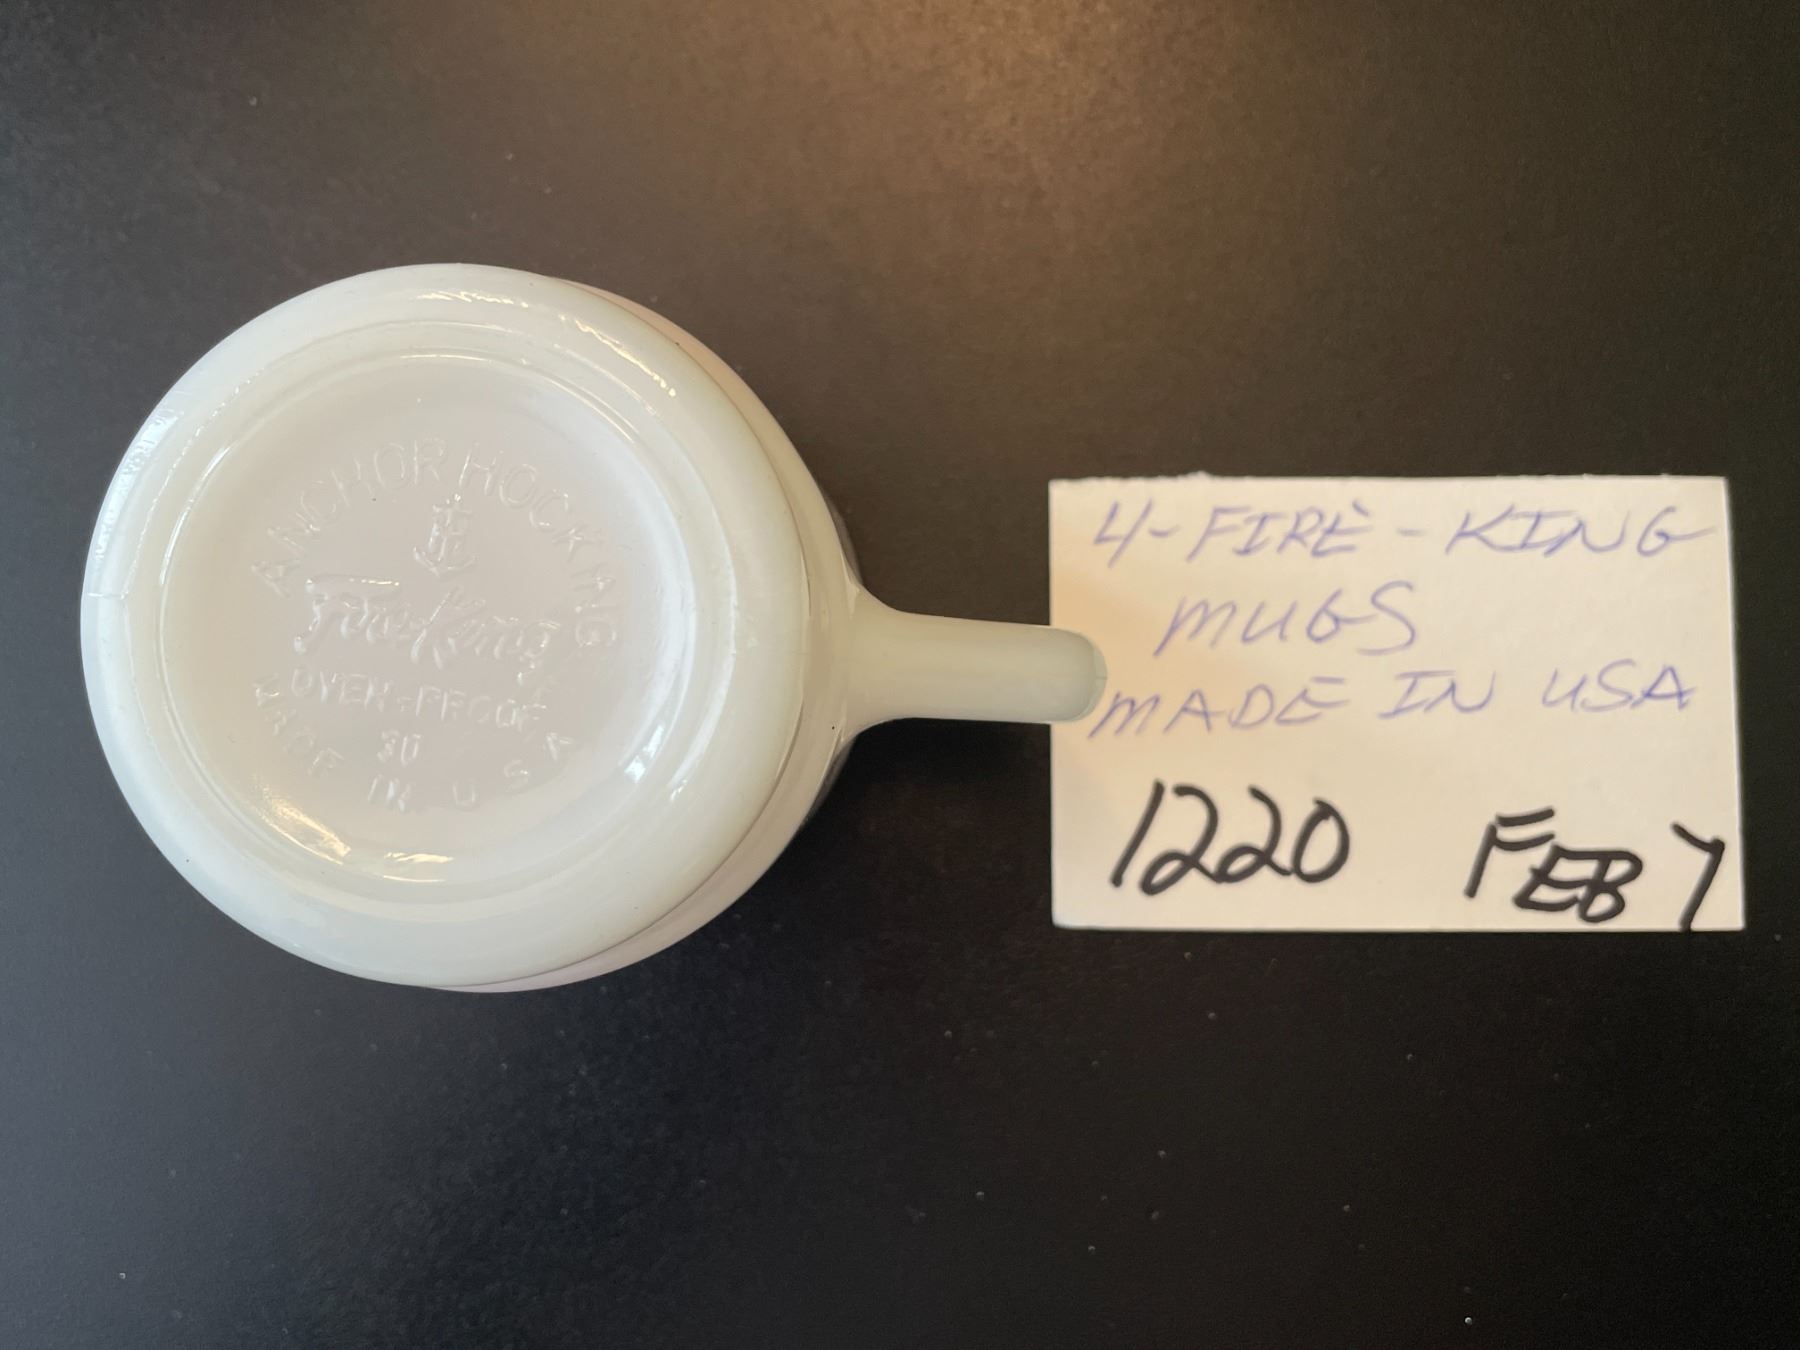 ANCHOR HOCKING
Fire-King
OVEN-PROOF
30
MADE IN U.S.A.
4-FIRE-KING
MUGS
MADE IN USA
1220 FEB 7